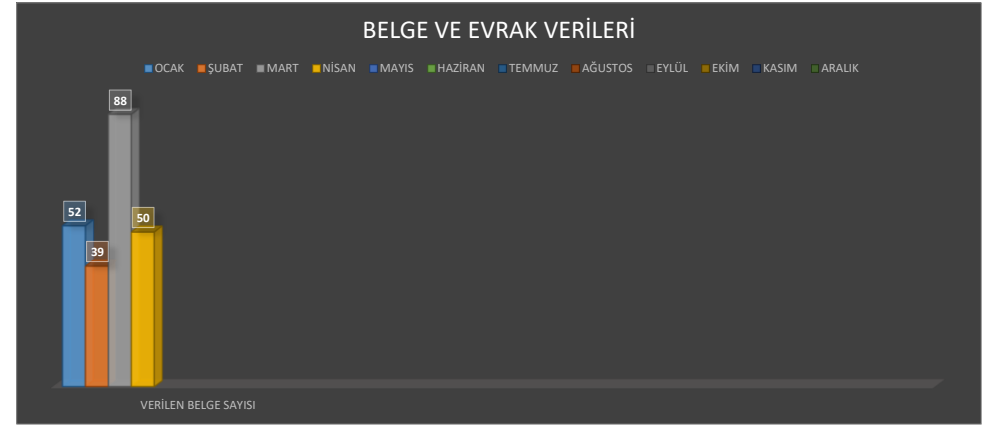 BELGE VE EVRAK VERİLERİ
OCAK ŞUBAT MART NİSAN MAYIS HAZİRAN TEMMUZ AĞUSTOS EYLÜL EKİM KASIM ARALIK
88
52
50
39
VERİLEN BELGE SAYISI